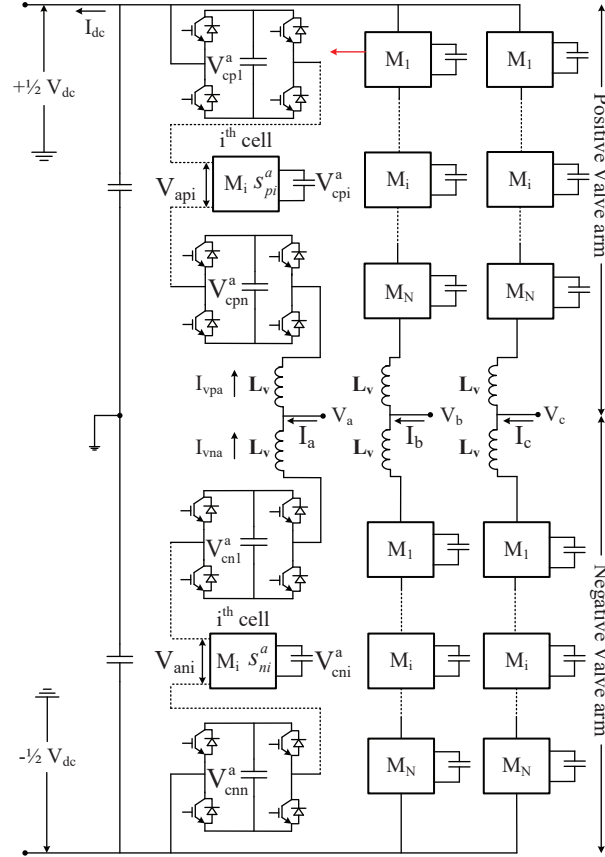 I_dc
V^a_cp1
M_1
M_1
+½ V_dc
i^th cell
V_api
M_i s^a_pi
V^a_cpi
M_i
M_i
Positive Valve arm
V^a_cpn
M_N
M_N
I_vpa
L_v
L_v
L_v
V_a
V_b
V_c
I_a
I_b
I_c
I_vna
L_v
L_v
L_v
V^a_cn1
M_1
M_1
i^th cell
V_ani
M_i s^a_ni
V^a_cni
M_i
M_i
Negative Valve arm
-½ V_dc
V^a_cnn
M_N
M_N